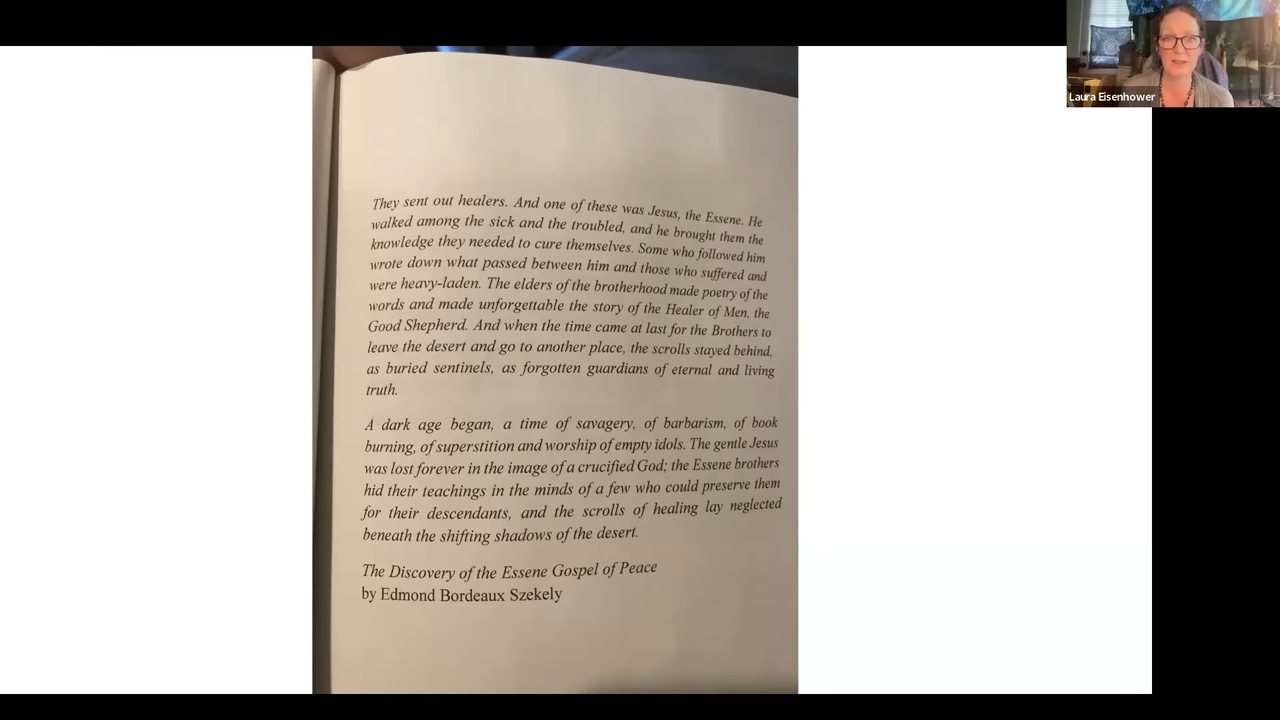 Laura Eisenhower
They sent out healers. And one of these was Jesus, the Essene. He
walked among the sick and the troubled, and he brought them the
knowledge they needed to cure themselves. Some who followed him
wrote down what passed between him and those who suffered and
were heavy-laden. The elders of the brotherhood made poetry of the
words and made unforgettable the story of the Healer of Men, the
Good Shepherd. And when the time came at last for the Brothers to
leave the desert and go to another place, the scrolls stayed behind,
as buried sentinels, as forgotten guardians of eternal and living
truth.
A dark age began, a time of savagery, of barbarism, of book
burning, of superstition and worship of empty idols. The gentle Jesus
was lost forever in the image of a crucified God; the Essene brothers
hid their teachings in the minds of a few who could preserve them
for their descendants, and the scrolls of healing lay neglected
beneath the shifting shadows of the desert.
The Discovery of the Essene Gospel of Peace
by Edmond Bordeaux Szekely